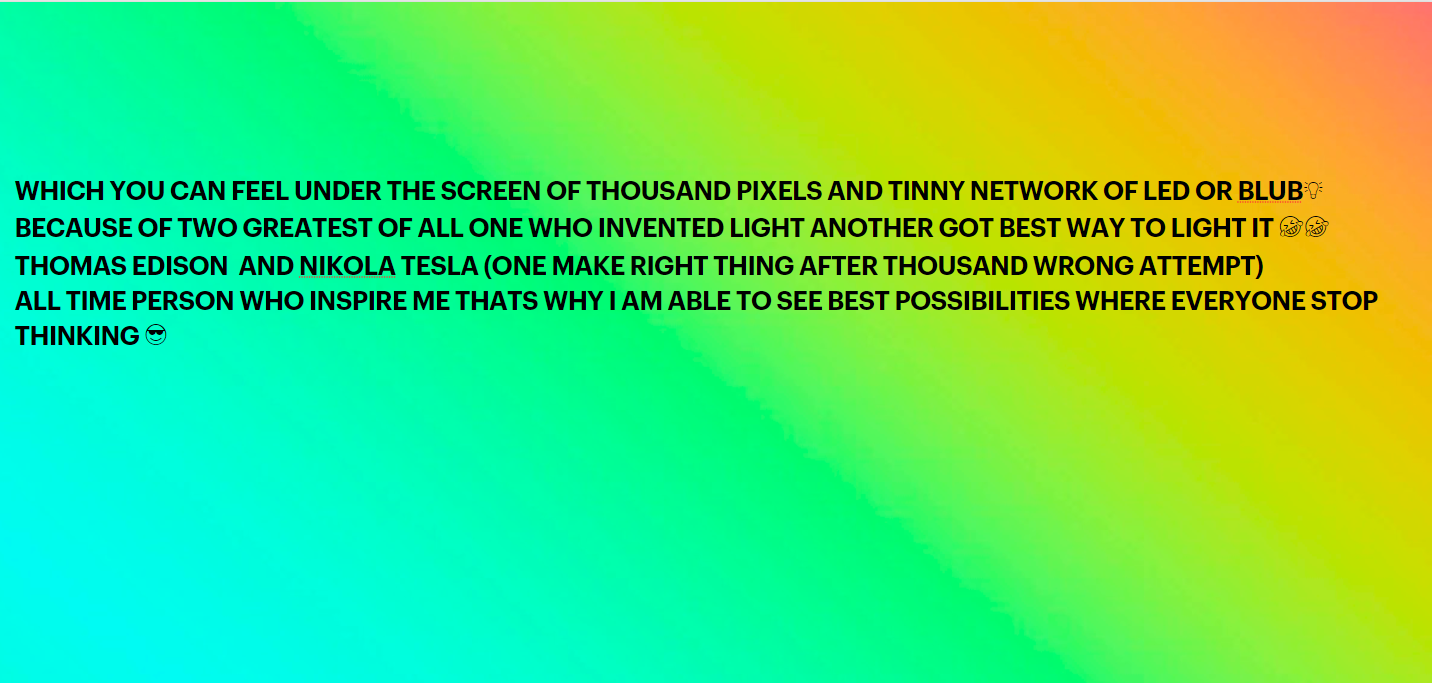 WHICH YOU CAN FEEL UNDER THE SCREEN OF THOUSAND PIXELS AND TINNY NETWORK OF LED OR BLUB💡
BECAUSE OF TWO GREATEST OF ALL ONE WHO INVENTED LIGHT ANOTHER GOT BEST WAY TO LIGHT IT 🤣🤣
THOMAS EDISON  AND NIKOLA TESLA (ONE MAKE RIGHT THING AFTER THOUSAND WRONG ATTEMPT)
ALL TIME PERSON WHO INSPIRE ME THATS WHY I AM ABLE TO SEE BEST POSSIBILITIES WHERE EVERYONE STOP
THINKING 😎